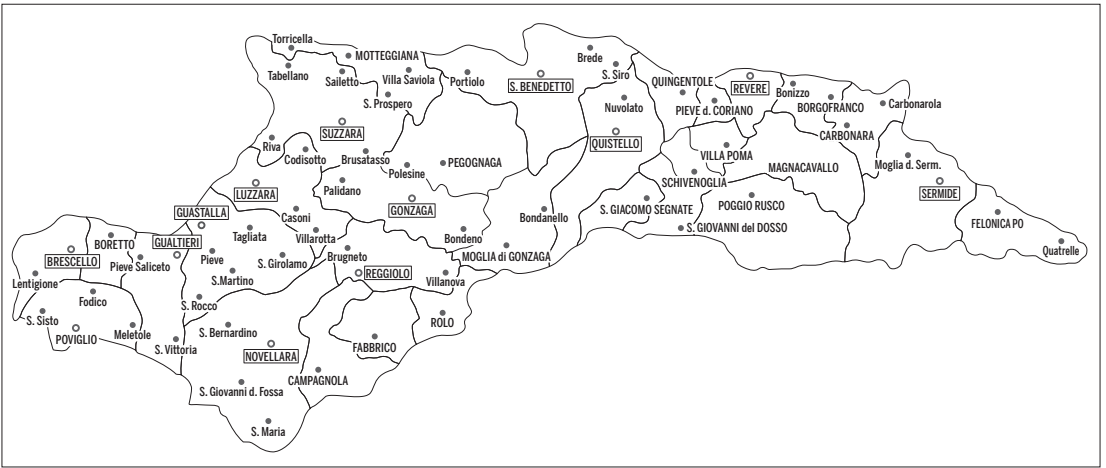 Torricella
MOTTEGGIANA
Tabellano
Sailetto
Villa Saviola
Portiolo
S. BENEDETTO
Brede
S. Siro
S. Prospero
QUINGENTOLE
REVERE
Bonizzo
Nuvolato
PIEVE d. CORIANO
BORGOFRANCO
Carbonarola
SUZZARA
QUISTELLO
CARBONARA
Riva
Codisotto
Brusatasso
Polesine
PEGOGNAGA
VILLA POMA
MAGNACAVALLO
Moglia d. Serm.
LUZZARA
Palidano
SCHIVENOGLIA
SERMIDE
GONZAGA
S. GIACOMO SEGNATE
POGGIO RUSCO
GUASTALLA
Casoni
Bondanello
S. GIOVANNI del DOSSO
FELONICA PO
BORETTO
GUALTIERI
Tagliata
Villarotta
Bondeno
Quatrelle
BRESCELLO
Pieve Saliceto
Pieve
S. Girolamo
Brugneto
MOGLIA di GONZAGA
Lentigione
S.Martino
REGGIOLO
Villanova
Fodico
S. Rocco
S. Sisto
POVIGLIO
Meletole
S. Vittoria
S. Bernardino
NOVELLARA
FABBRICO
ROLO
S. Giovanni d. Fossa
CAMPAGNOLA
S. Maria